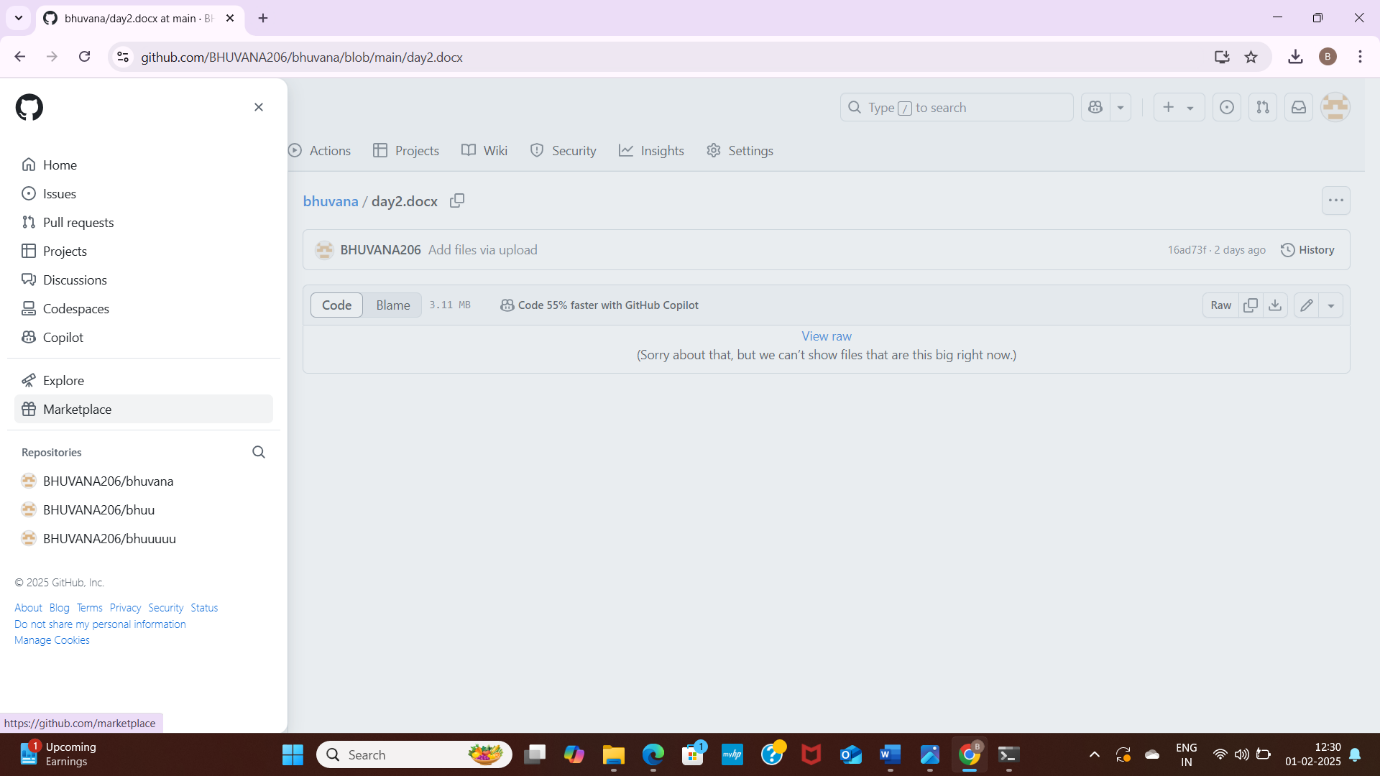 bhuvana/day2.docx at main · BH
github.com/BHUVANA206/bhuvana/blob/main/day2.docx
B
Type / to search
Home
Issues
Pull requests
Projects
Discussions
Codespaces
Copilot
Explore
Marketplace
Repositories
BHUVANA206/bhuvana
BHUVANA206/bhuu
BHUVANA206/bhuuuuu
© 2025 GitHub, Inc.
About Blog Terms Privacy Security Status
Do not share my personal information
Manage Cookies
https://github.com/marketplace
Actions Projects Wiki Security Insights Settings
bhuvana / day2.docx
BHUVANA206 Add files via upload 16ad73f · 2 days ago History
Code Blame 3.11 MB Code 55% faster with GitHub Copilot Raw
View raw
(Sorry about that, but we can't show files that are this big right now.)
1 Upcoming
Earnings
Search
1
myhp
?
W
B
ENG
IN
12:30
01-02-2025